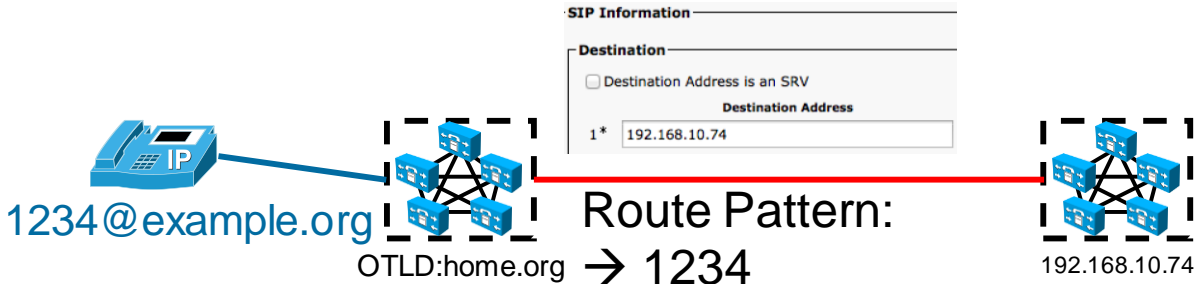 SIP Information
Destination
Destination Address is an SRV
Destination Address
1* 192.168.10.74
IP
1234@example.org
OTLD:home.org
Route Pattern:
→ 1234
192.168.10.74